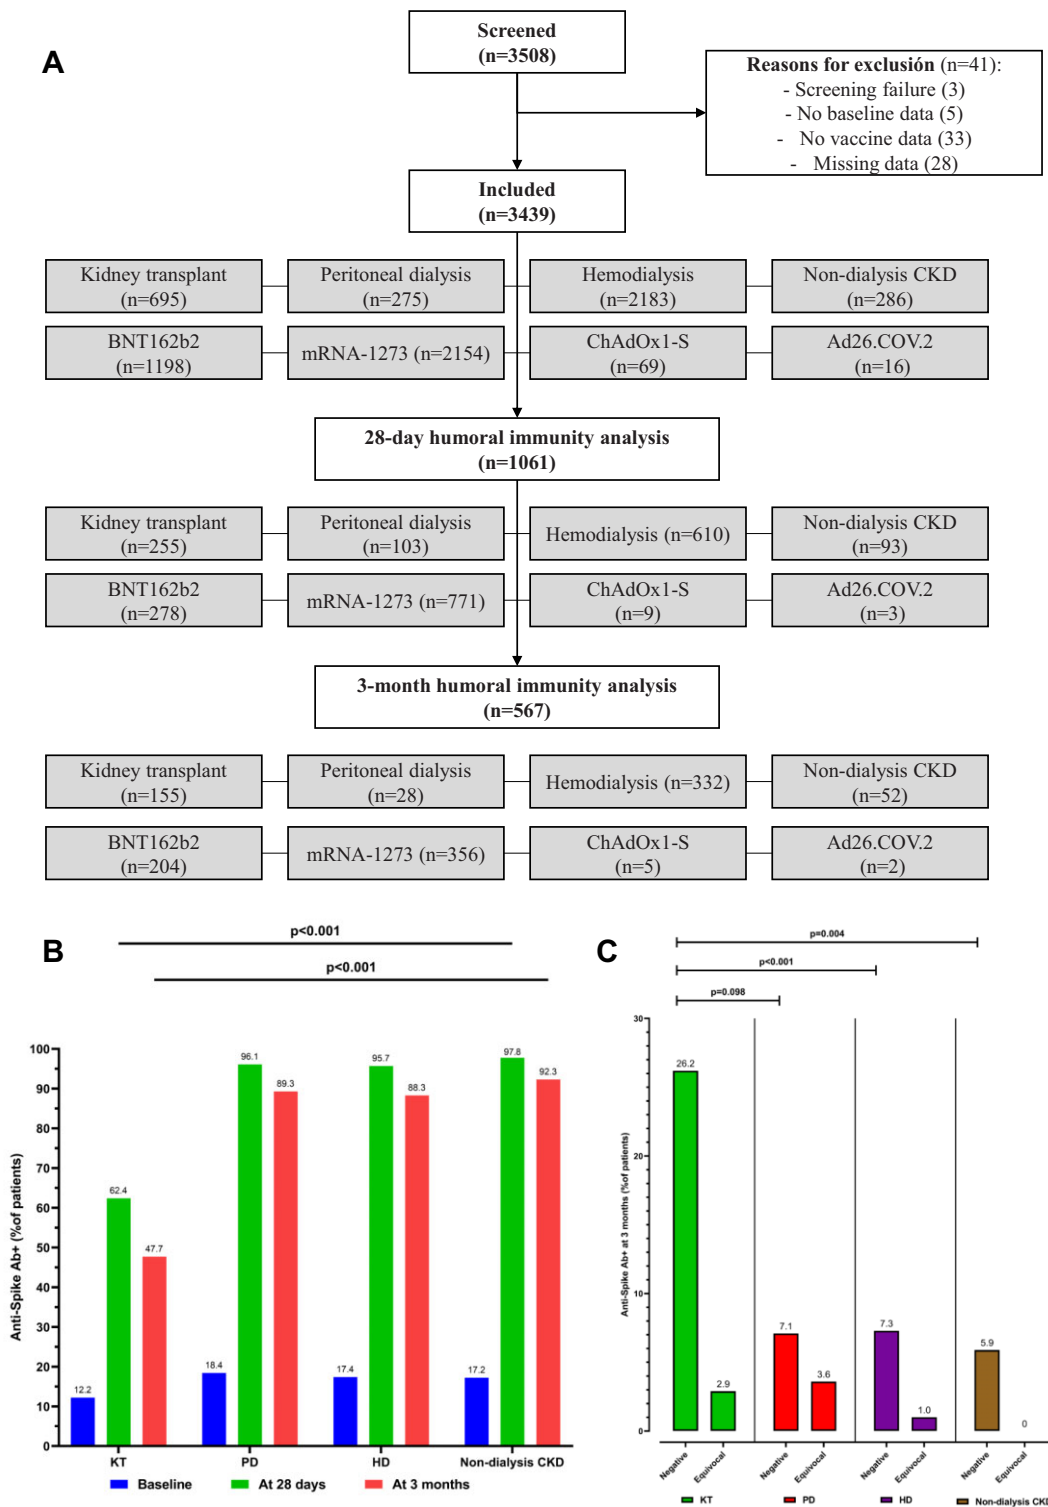 A
Screened
(n=3508)
Reasons for exclusión (n=41):
- Screening failure (3)
- No baseline data (5)
- No vaccine data (33)
- Missing data (28)
Included
(n=3439)
Kidney transplant
(n=695)
Peritoneal dialysis
(n=275)
Hemodialysis
(n=2183)
Non-dialysis CKD
(n=286)
BNT162b2
(n=1198)
mRNA-1273 (n=2154)
ChAdOx1-S
(n=69)
Ad26.COV.2
(n=16)
28-day humoral immunity analysis
(n=1061)
Kidney transplant
(n=255)
Peritoneal dialysis
(n=103)
Hemodialysis (n=610)
Non-dialysis CKD
(n=93)
BNT162b2
(n=278)
mRNA-1273 (n=771)
ChAdOx1-S
(n=9)
Ad26.COV.2
(n=3)
3-month humoral immunity analysis
(n=567)
Kidney transplant
(n=155)
Peritoneal dialysis
(n=28)
Hemodialysis (n=332)
Non-dialysis CKD
(n=52)
BNT162b2
(n=204)
mRNA-1273 (n=356)
ChAdOx1-S
(n=5)
Ad26.COV.2
(n=2)
B
p<0.001
p<0.001
Anti-Spike Ab+ (%of patients)
100
90
80
70
60
50
40
30
20
10
0
12.2
62.4
47.7
18.4
96.1
89.3
17.4
95.7
88.3
17.2
97.8
92.3
KT
PD
HD
Non-dialysis CKD
Baseline
At 28 days
At 3 months
C
p=0.004
p<0.001
p=0.098
Anti-Spike Ab+ at 3 months (%of patients)
30
20
10
0
26.2
2.9
7.1
3.6
7.3
1.0
5.9
0
Negative
Equivocal
Negative
Equivocal
Negative
Equivocal
Negative
Equivocal
KT
PD
HD
Non-dialysis CKD